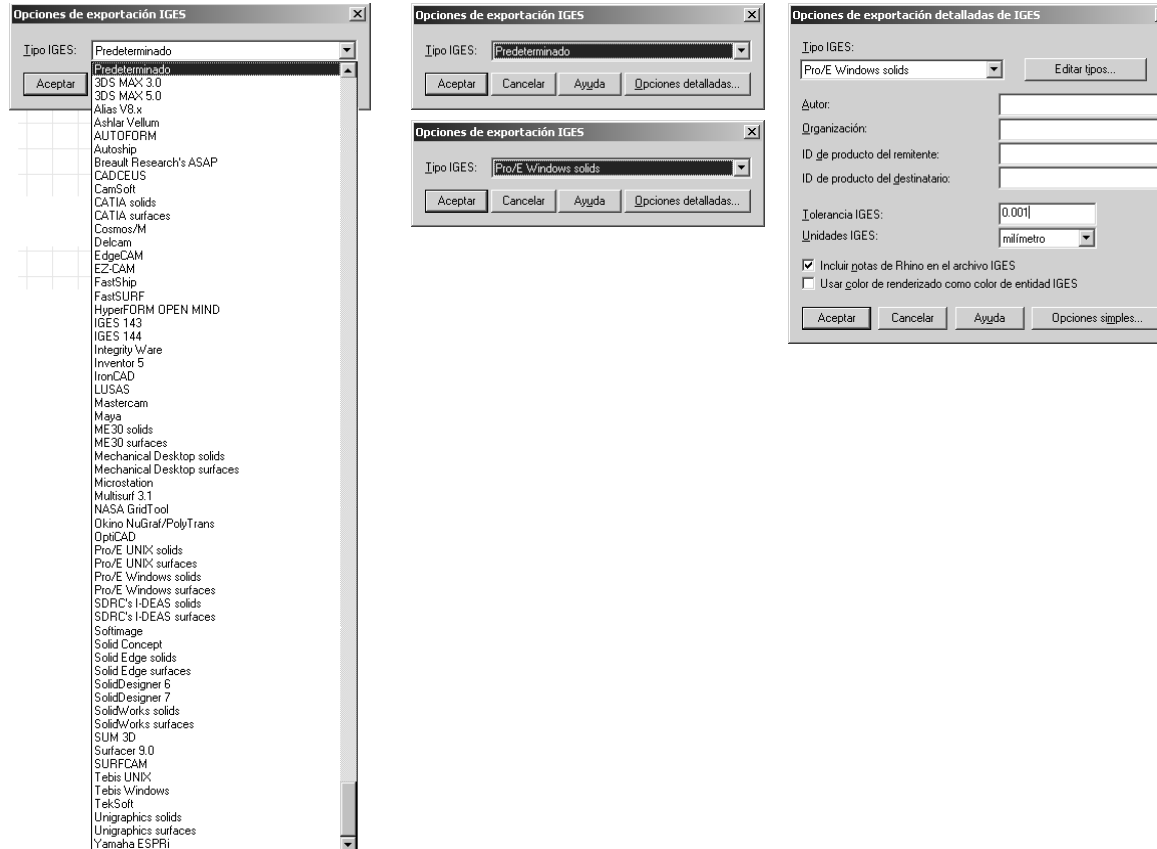 Opciones de exportación IGES
Tipo IGES:
Predeterminado
Aceptar
Predeterminado
3DS MAX 3.0
3DS MAX 5.0
Alias V8.x
Ashlar Vellum
AUTOFORM
Autoship
Breault Research's ASAP
CADCEUS
CamSoft
CATIA solids
CATIA surfaces
Cosmos/M
Delcam
EdgeCAM
EZ-CAM
FastShip
FastSURF
HyperFORM OPEN MIND
IGES 143
IGES 144
Integrity Ware
Inventor 5
IronCAD
LUSAS
Mastercam
Maya
ME30 solids
ME30 surfaces
Mechanical Desktop solids
Mechanical Desktop surfaces
Microstation
Multisurf 3.1
NASA GridTool
Okino NuGraf/PolyTrans
OptiCAD
Pro/E UNIX solids
Pro/E UNIX surfaces
Pro/E Windows solids
Pro/E Windows surfaces
SDRC's I-DEAS solids
SDRC's I-DEAS surfaces
Softimage
Solid Concept
Solid Edge solids
Solid Edge surfaces
SolidDesigner 6
SolidDesigner 7
SolidWorks solids
SolidWorks surfaces
SUM 3D
Surfacer 9.0
SURFCAM
Tebis UNIX
Tebis Windows
TekSoft
Unigraphics solids
Unigraphics surfaces
Yamaha ESPRi
Opciones de exportación IGES
Tipo IGES: Predeterminado
Aceptar Cancelar Ayuda Opciones detalladas...
Opciones de exportación IGES
Tipo IGES: Pro/E Windows solids
Aceptar Cancelar Ayuda Opciones detalladas...
Opciones de exportación detalladas de IGES
Tipo IGES:
Pro/E Windows solids Editar tipos...
Autor:
Organización:
ID de producto del remitente:
ID de producto del destinatario:
Tolerancia IGES: 0.001
Unidades IGES: milímetro
Incluir notas de Rhino en el archivo IGES
Usar color de renderizado como color de entidad IGES
Aceptar Cancelar Ayuda Opciones simples...